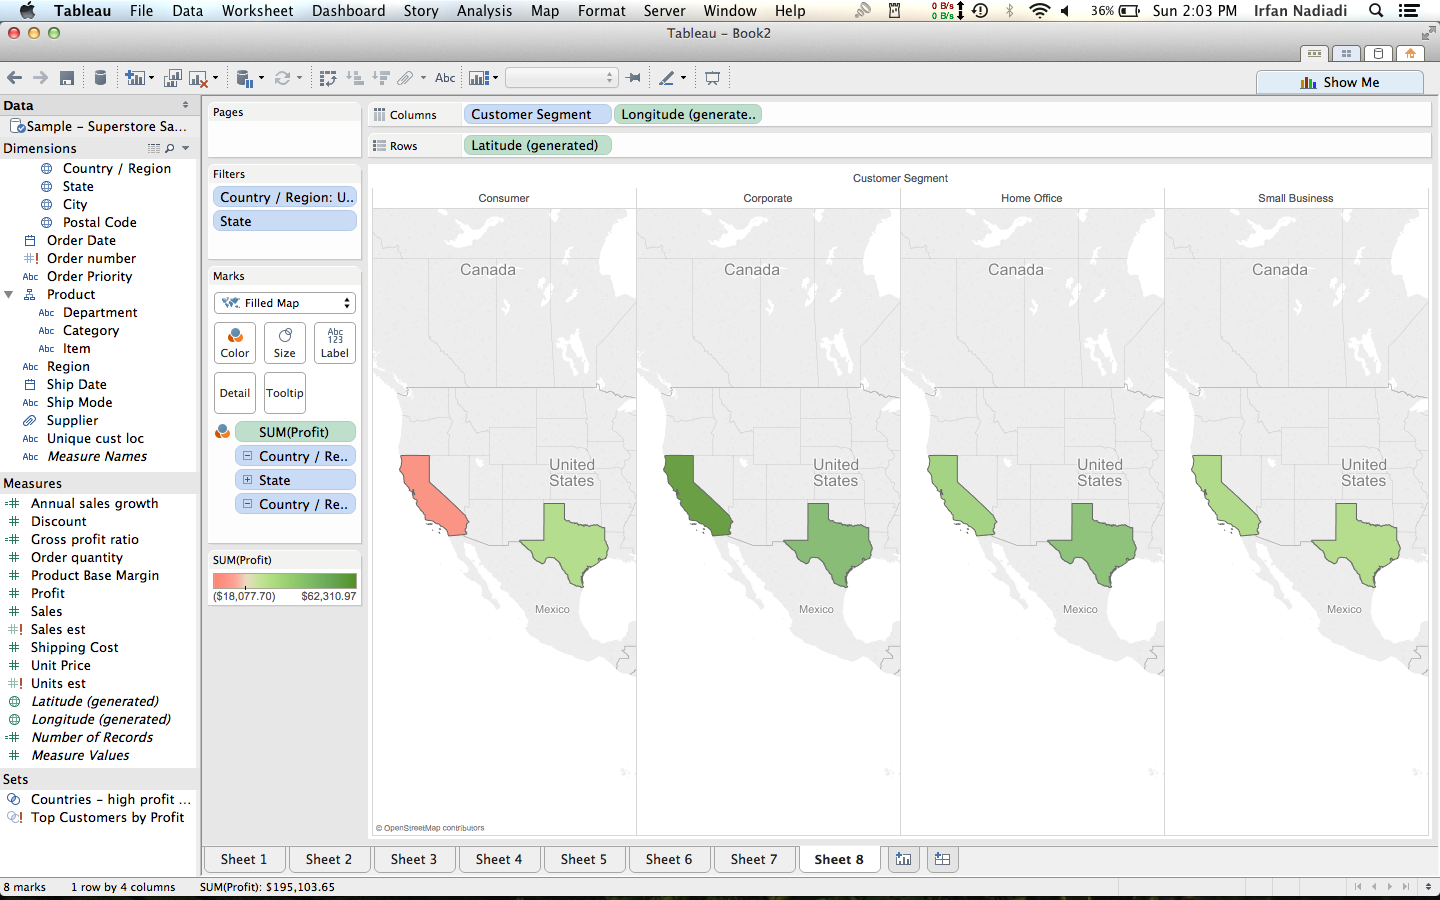 Tableau File Data Worksheet Dashboard Story Analysis Map Format Server Window Help 0 B/s 0 B/s 36% Sun 2:03 PM Irfan Nadiadi
Tableau - Book2
Abc
Show Me
Data
Sample - Superstore Sa...
Dimensions
Country / Region
State
City
Postal Code
Order Date
#! Order number
Abc Order Priority
Product
Abc Department
Abc Category
Abc Item
Abc Region
Ship Date
Abc Ship Mode
Supplier
Abc Unique cust loc
Abc Measure Names
Measures
=# Annual sales growth
# Discount
=# Gross profit ratio
# Order quantity
# Product Base Margin
# Profit
# Sales
#! Sales est
# Shipping Cost
# Unit Price
#! Units est
Latitude (generated)
Longitude (generated)
=# Number of Records
# Measure Values
Sets
Countries - high profit ...
! Top Customers by Profit
Pages
Filters
Country / Region: U..
State
Marks
Filled Map
Color
Size
Abc
123
Label
Detail
Tooltip
SUM(Profit)
Country / Re..
State
Country / Re..
SUM(Profit)
($18,077.70) $62,310.97
Columns Customer Segment Longitude (generate..
Rows Latitude (generated)
Customer Segment
Consumer Corporate Home Office Small Business
Canada Canada Canada Canada
United States United States United States United States
Mexico Mexico Mexico Mexico
© OpenStreetMap contributors
Sheet 1 Sheet 2 Sheet 3 Sheet 4 Sheet 5 Sheet 6 Sheet 7 Sheet 8
8 marks 1 row by 4 columns SUM(Profit): $195,103.65